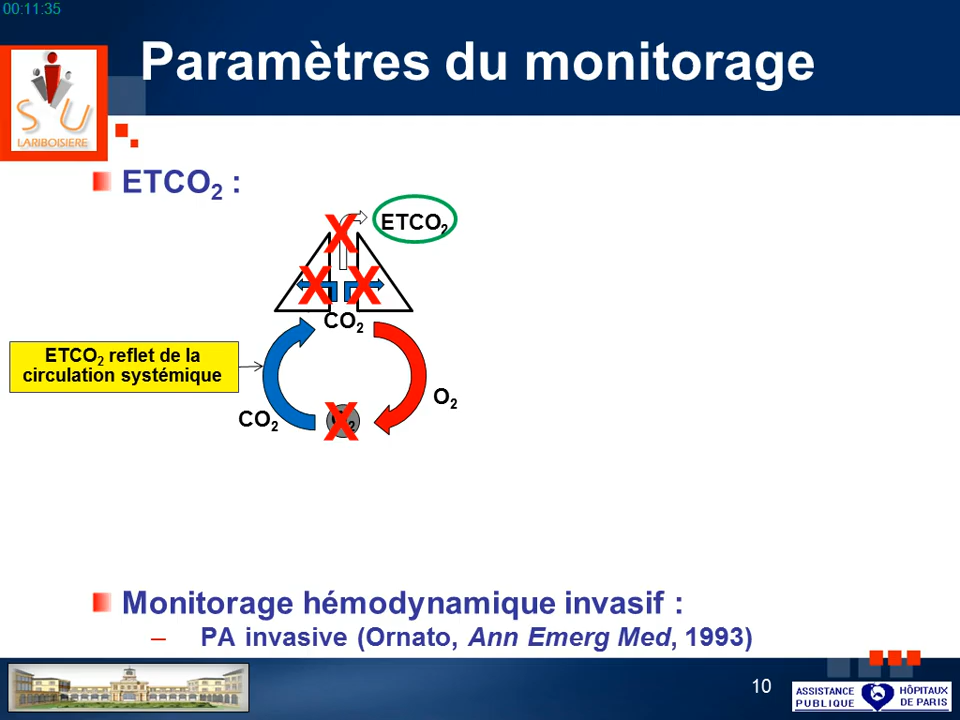 00:11:35
Paramètres du monitorage
SU
LARIBOISIERE
ETCO2 :
ETCO2
X
X X
CO2
ETCO2 reflet de la
circulation systémique
O2
CO2
X
Monitorage hémodynamique invasif :
– PA invasive (Ornato, Ann Emerg Med, 1993)
10
ASSISTANCE
PUBLIQUE
HÔPITAUX
DE PARIS